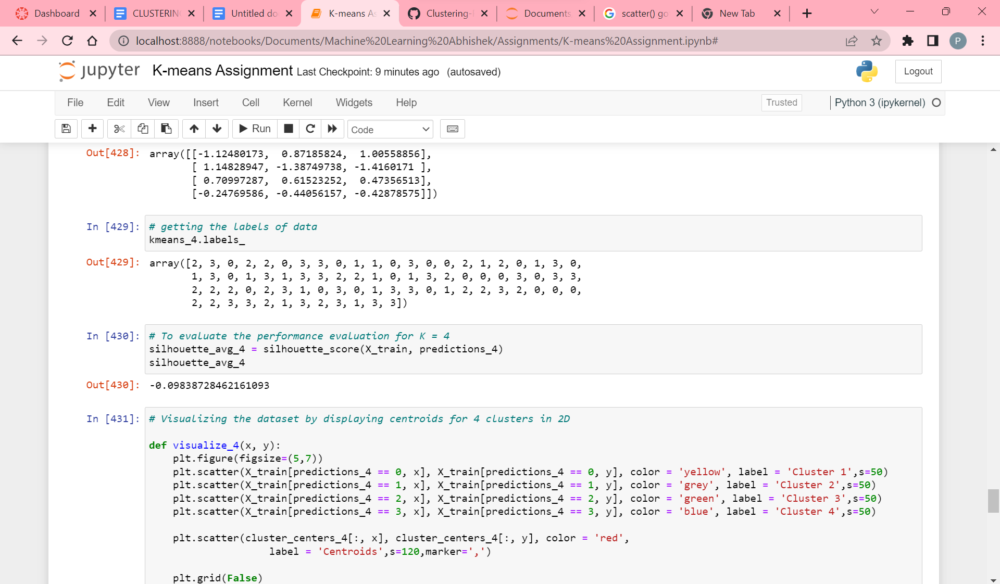 Dashboard
CLUSTERIN
Untitled do
K-means As
Clustering-
Documents
scatter() go
New Tab
localhost:8888/notebooks/Documents/Machine%20Learning%20Abhishek/Assignments/K-means%20Assignment.ipynb#
P
jupyter K-means Assignment Last Checkpoint: 9 minutes ago (autosaved)
Logout
File Edit View Insert Cell Kernel Widgets Help
Trusted
Python 3 (ipykernel)
Run
Code
Out[428]: array([[-1.12480173,  0.87185824,  1.00558856],
[ 1.14828947, -1.38749738, -1.4160171 ],
[ 0.70997287,  0.61523252,  0.47356513],
[-0.24769586, -0.44056157, -0.42878575]])
In [429]: # getting the labels of data
kmeans_4.labels_
Out[429]: array([2, 3, 0, 2, 2, 0, 3, 3, 0, 1, 1, 0, 3, 0, 0, 2, 1, 2, 0, 1, 3, 0,
1, 3, 0, 1, 3, 1, 3, 3, 2, 2, 1, 0, 1, 3, 2, 0, 0, 0, 3, 0, 3, 3,
2, 2, 2, 0, 2, 3, 1, 0, 3, 0, 1, 3, 3, 0, 1, 2, 2, 3, 2, 0, 0, 0,
2, 2, 3, 3, 2, 1, 3, 2, 3, 1, 3, 3])
In [430]: # To evaluate the performance evaluation for K = 4
silhouette_avg_4 = silhouette_score(X_train, predictions_4)
silhouette_avg_4
Out[430]: -0.09838728462161093
In [431]: # Visualizing the dataset by displaying centroids for 4 clusters in 2D
def visualize_4(x, y):
plt.figure(figsize=(5,7))
plt.scatter(X_train[predictions_4 == 0, x], X_train[predictions_4 == 0, y], color = 'yellow', label = 'Cluster 1',s=50)
plt.scatter(X_train[predictions_4 == 1, x], X_train[predictions_4 == 1, y], color = 'grey', label = 'Cluster 2',s=50)
plt.scatter(X_train[predictions_4 == 2, x], X_train[predictions_4 == 2, y], color = 'green', label = 'Cluster 3',s=50)
plt.scatter(X_train[predictions_4 == 3, x], X_train[predictions_4 == 3, y], color = 'blue', label = 'Cluster 4',s=50)
plt.scatter(cluster_centers_4[:, x], cluster_centers_4[:, y], color = 'red',
label = 'Centroids',s=120,marker=',')
plt.grid(False)